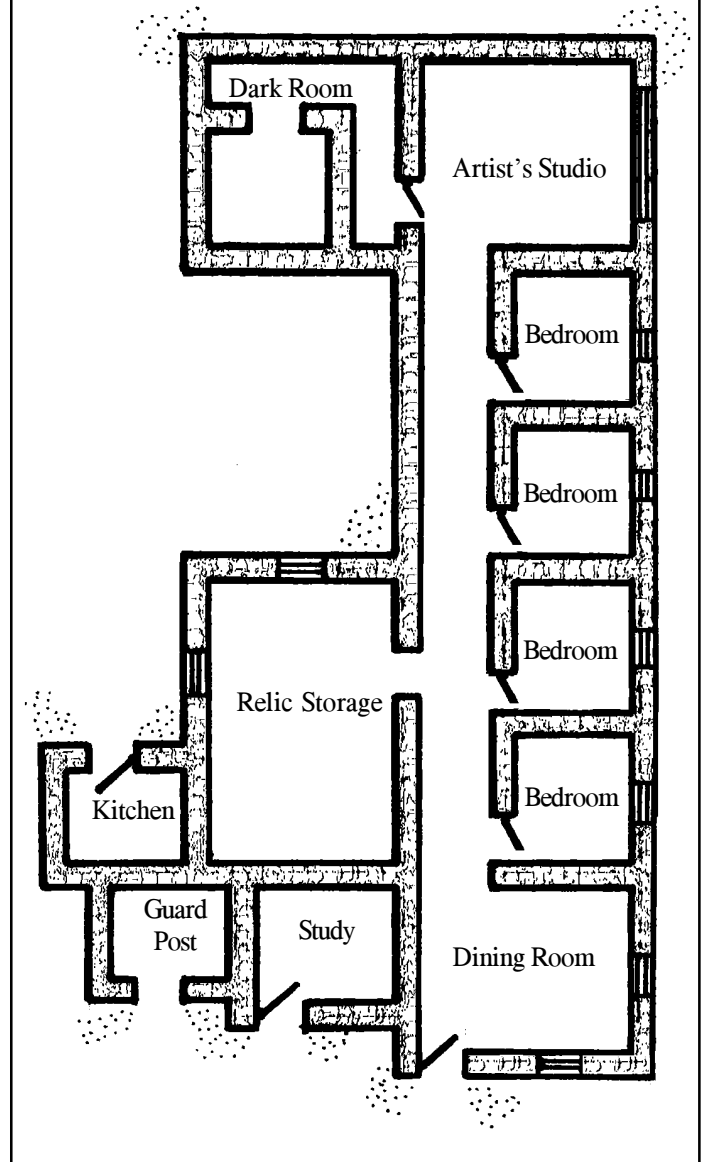 Dark Room
Artist's Studio
Bedroom
Bedroom
Bedroom
Relic Storage
Bedroom
Kitchen
Guard
Post
Study
Dining Room